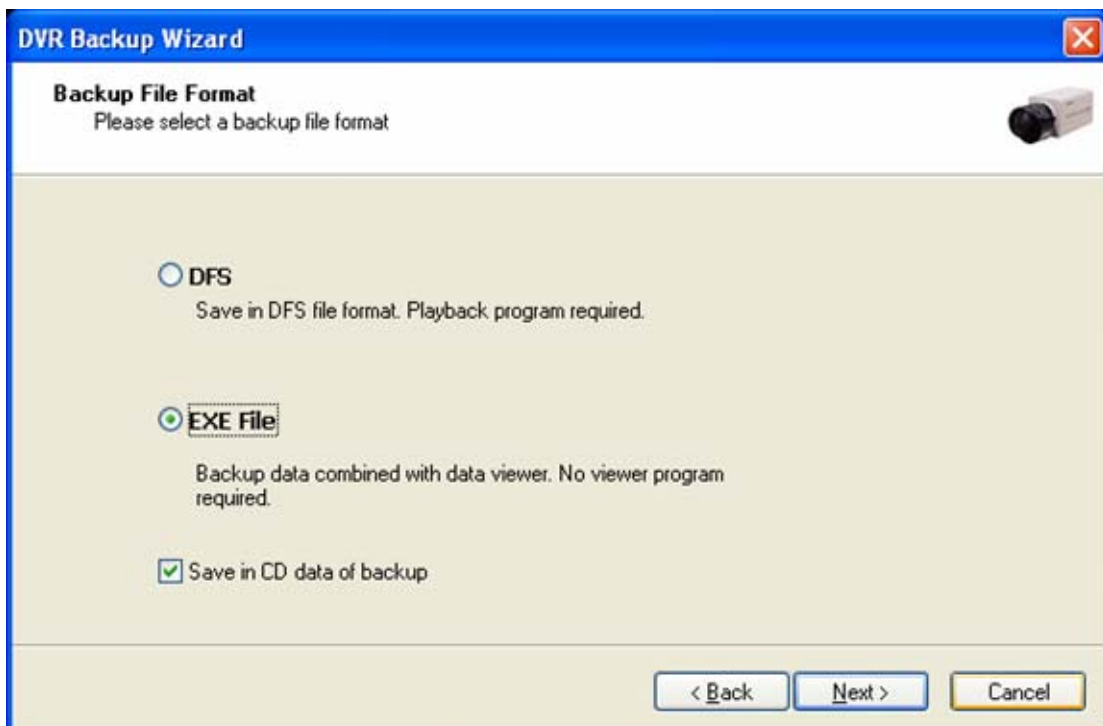 DVR Backup Wizard
Backup File Format
Please select a backup file format
DFS
Save in DFS file format. Playback program required.
EXE File
Backup data combined with data viewer. No viewer program
required.
Save in CD data of backup
< Back Next > Cancel